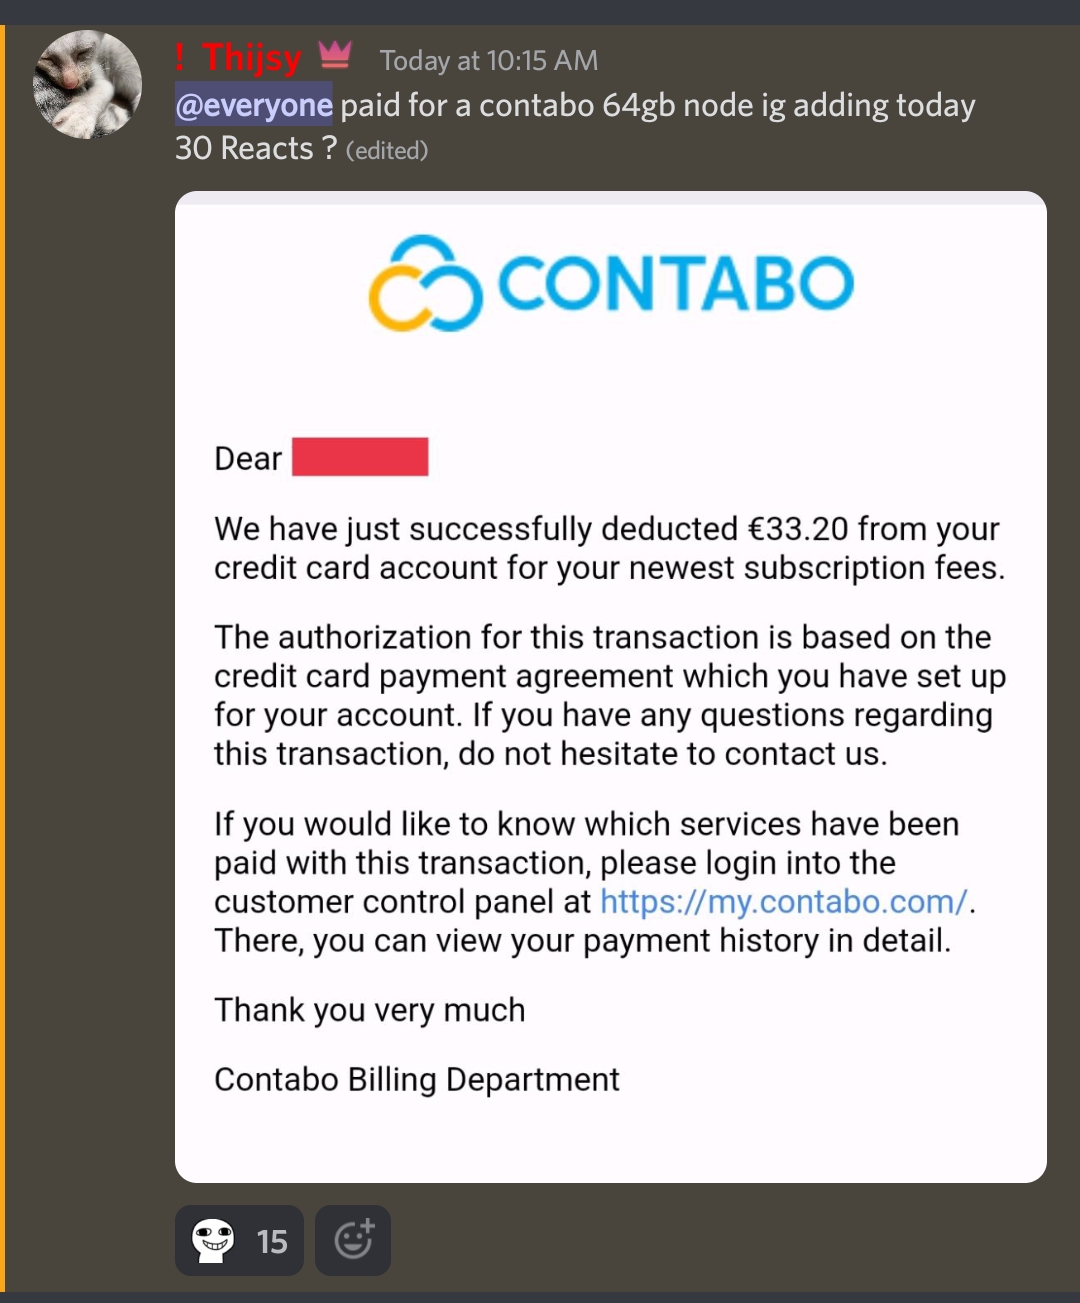 ! Thijsy Today at 10:15 AM
@everyone paid for a contabo 64gb node ig adding today
30 Reacts ? (edited)
CONTABO
Dear
We have just successfully deducted €33.20 from your
credit card account for your newest subscription fees.
The authorization for this transaction is based on the
credit card payment agreement which you have set up
for your account. If you have any questions regarding
this transaction, do not hesitate to contact us.
If you would like to know which services have been
paid with this transaction, please login into the
customer control panel at https://my.contabo.com/.
There, you can view your payment history in detail.
Thank you very much
Contabo Billing Department
15